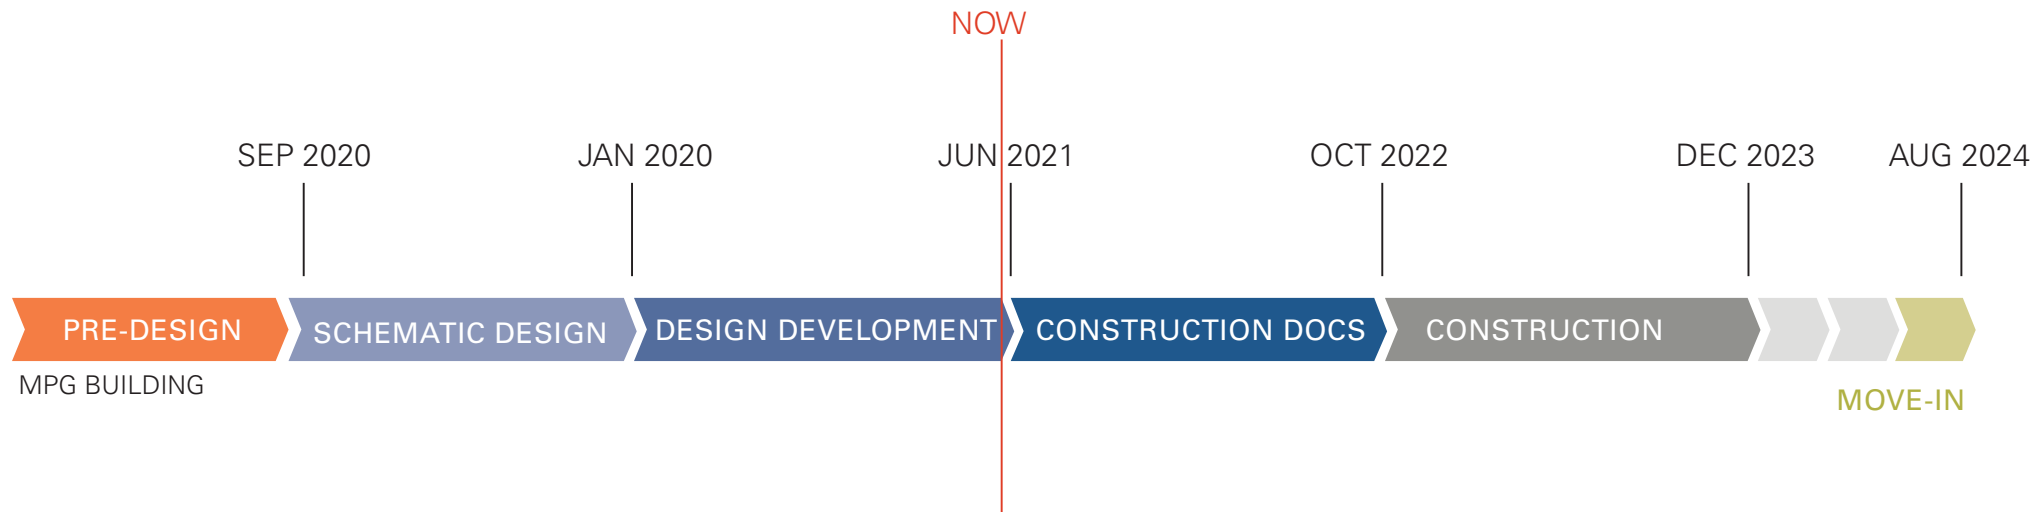 NOW
SEP 2020
JAN 2020
JUN 2021
OCT 2022
DEC 2023
AUG 2024
PRE-DESIGN
SCHEMATIC DESIGN
DESIGN DEVELOPMENT
CONSTRUCTION DOCS
CONSTRUCTION
MPG BUILDING
MOVE-IN